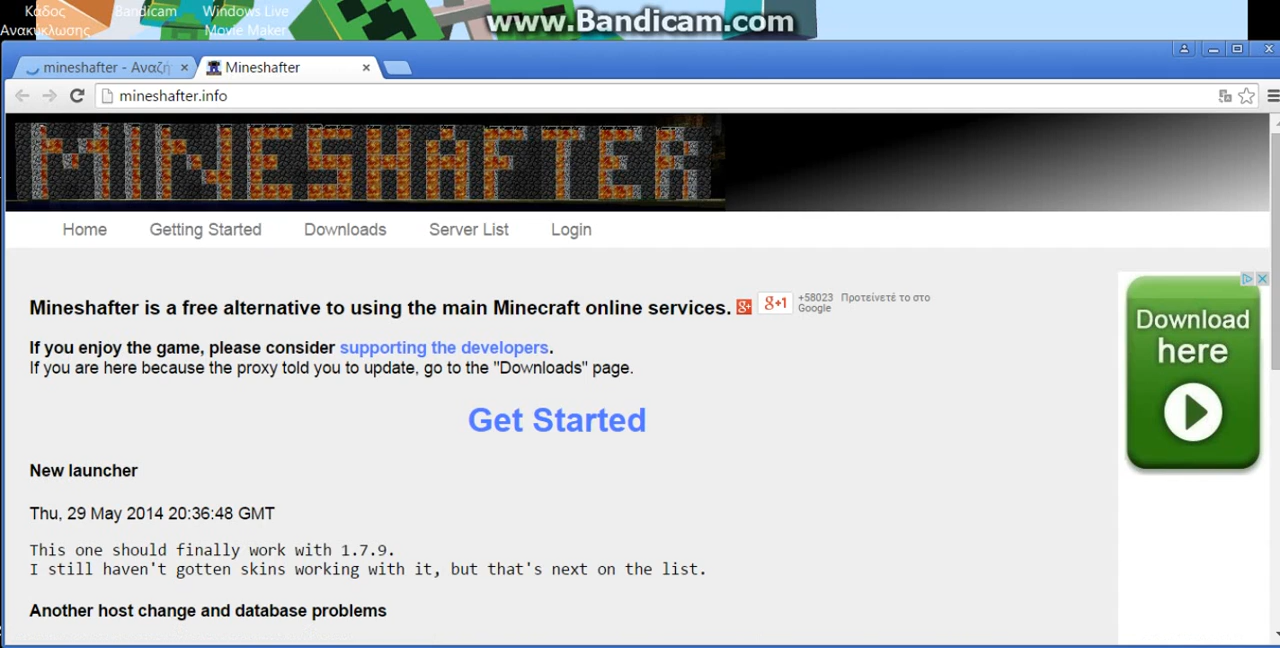 Κάδος
Ανακύκλωσης
Bandicam
Windows Live
Movie Maker
www.Bandicam.com
mineshafter - Αναζή
Mineshafter
mineshafter.info
MINESHAFTER
Home Getting Started Downloads Server List Login
Mineshafter is a free alternative to using the main Minecraft online services.
g+1
+58023 Προτείνετέ το στο
Google
If you enjoy the game, please consider supporting the developers.
If you are here because the proxy told you to update, go to the "Downloads" page.
Get Started
New launcher
Thu, 29 May 2014 20:36:48 GMT
This one should finally work with 1.7.9.
I still haven't gotten skins working with it, but that's next on the list.
Another host change and database problems
Download
here